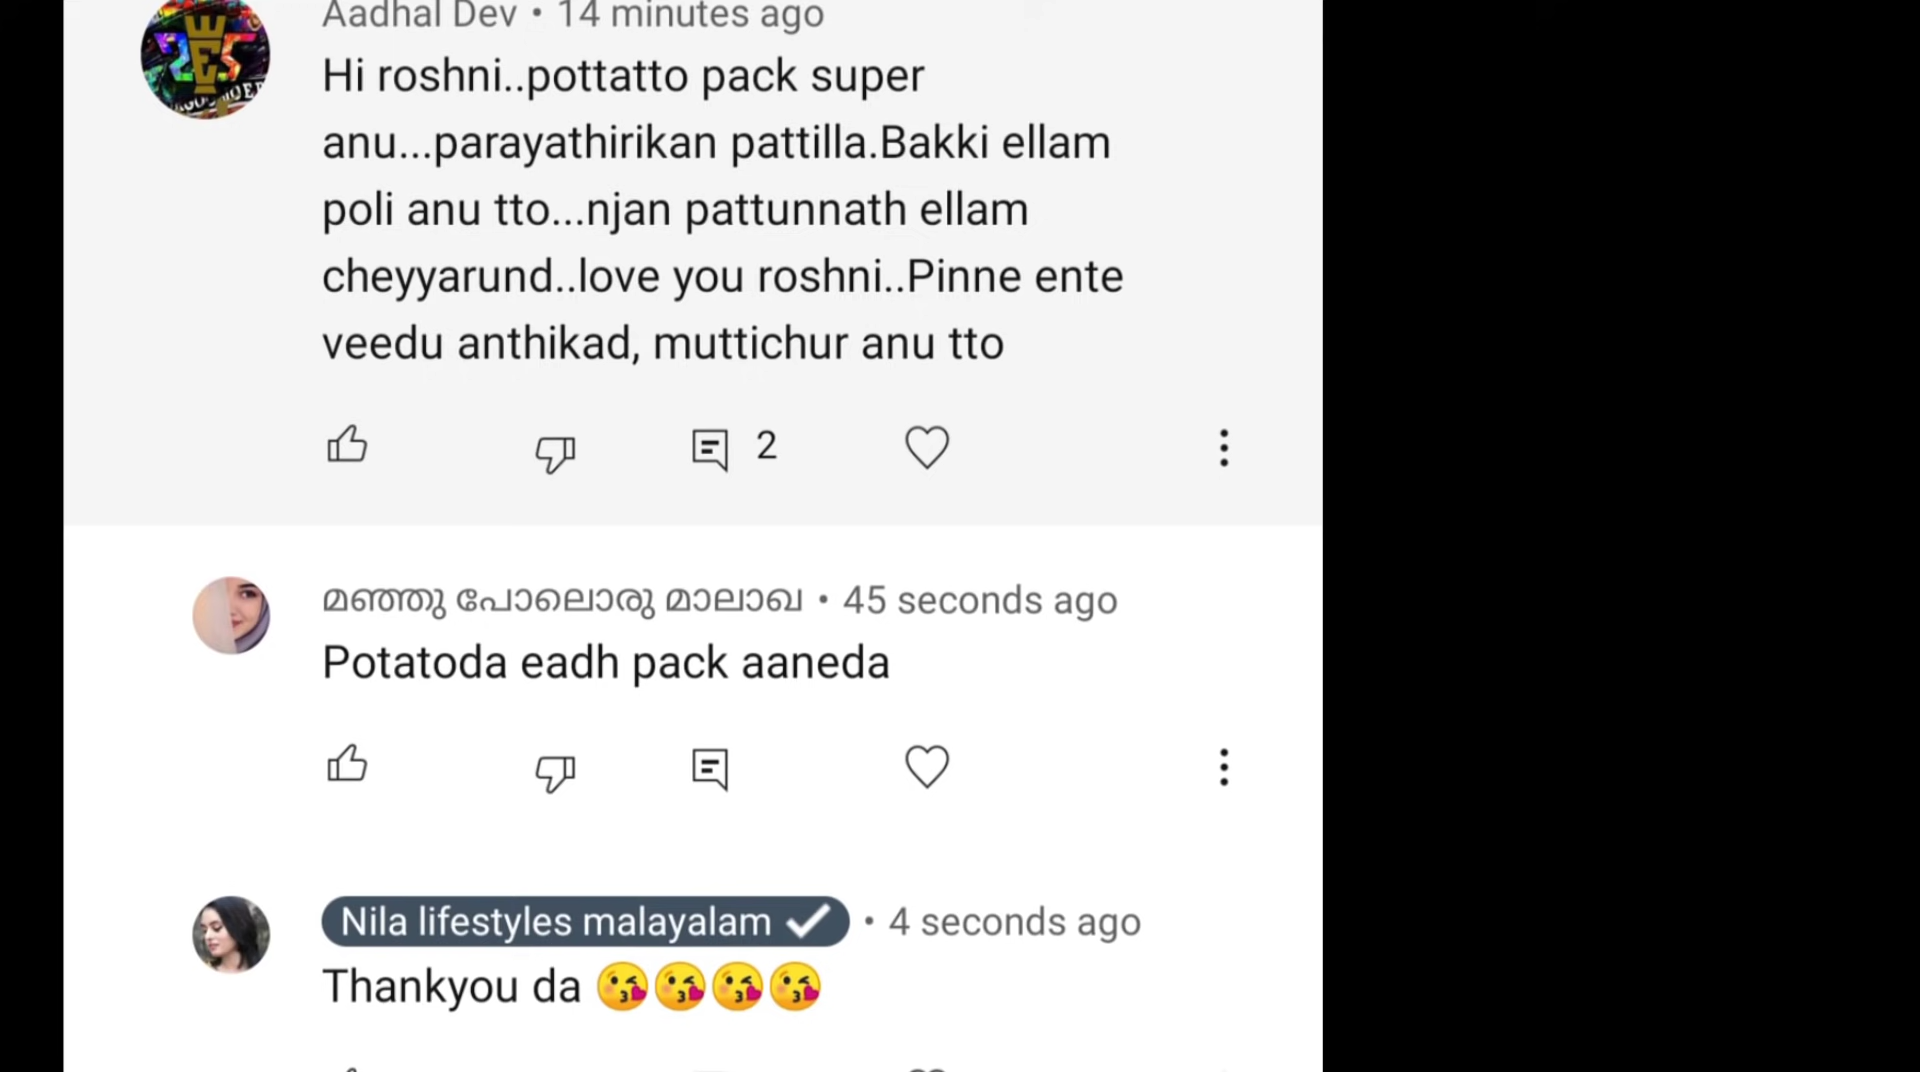 Aadhal Dev • 14 minutes ago
Hi roshni..pottatto pack super
anu...parayathirikan pattilla.Bakki ellam
poli anu tto...njan pattunnath ellam
cheyyarund..love you roshni..Pinne ente
veedu anthikad, muttichur anu tto
2
മഞ്ഞു പോലൊരു മാലാഖ • 45 seconds ago
Potatoda eadh pack aaneda
Nila lifestyles malayalam • 4 seconds ago
Thankyou da 😘😘😘😘